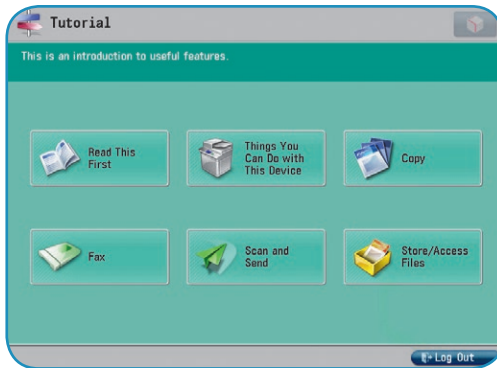 Tutorial
This is an introduction to useful features.
Read This
First
Things You
Can Do with
This Device
Copy
Fax
Scan and
Send
Store/Access
Files
Log Out